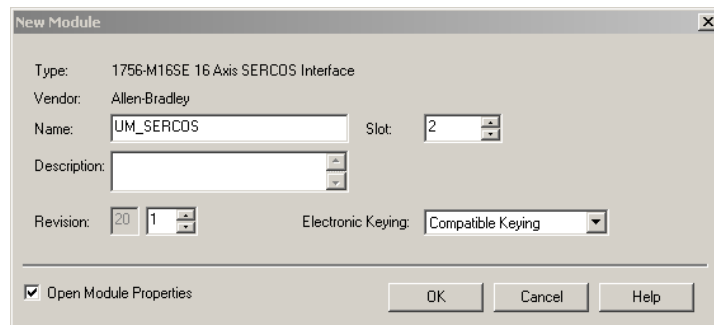 New Module
Type: 1756-M16SE 16 Axis SERCOS Interface
Vendor: Allen-Bradley
Name: UM_SERCOS Slot: 2
Description:
Revision: 20 1 Electronic Keying: Compatible Keying
Open Module Properties OK Cancel Help